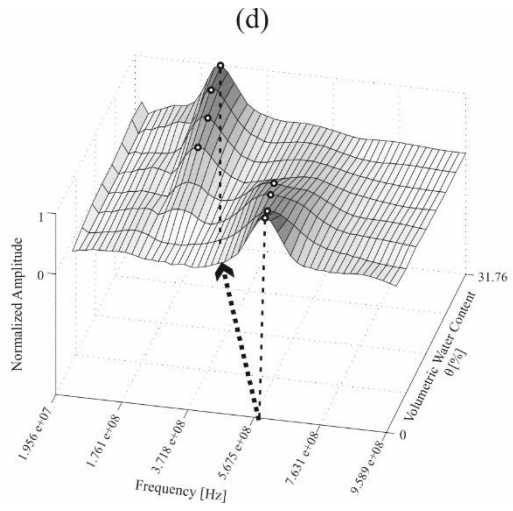 (d)
1
0
Normalized Amplitude
1.956 e+07
1.761 e+08
3.718 e+08
5.675 e+08
7.631 e+08
9.589 e+08
Frequency [Hz]
0
31.76
Volumetric Water Content
θ[%]